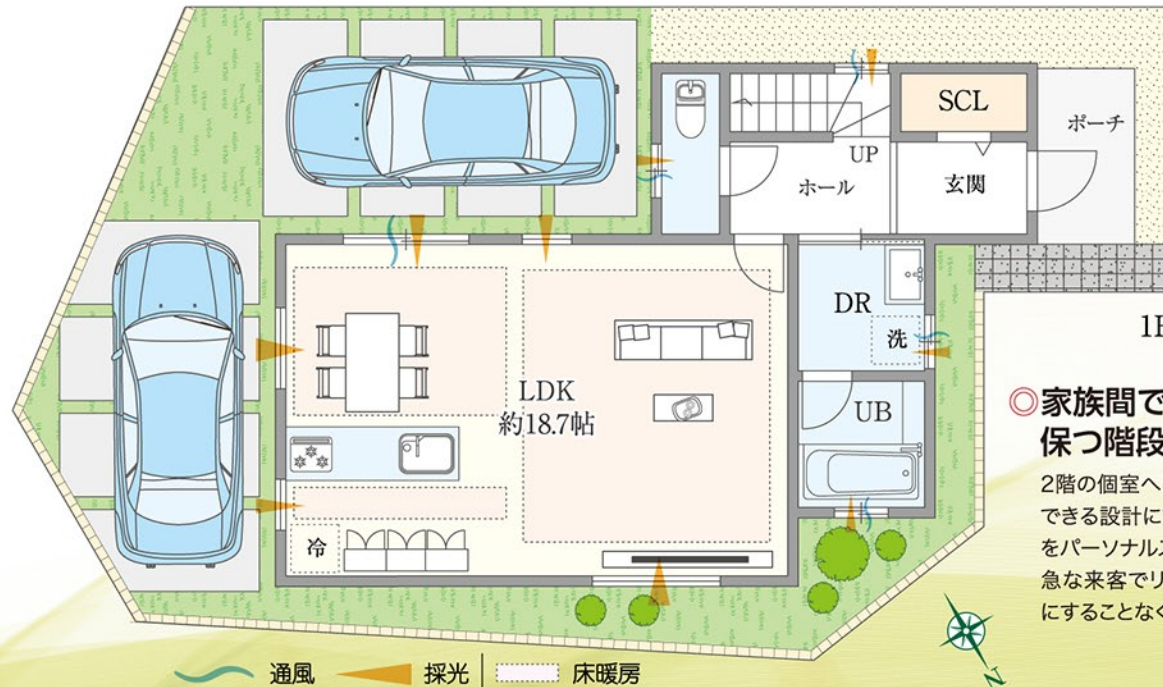 SCL
ポーチ
UP
ホール
玄関
DR
洗
LDK
約18.7帖
UB
冷
◎家族間で
保つ階段
2階の個室へ
できる設計に
をパーソナルス
急な来客でリ
にすることなく
N
通風
採光
床暖房